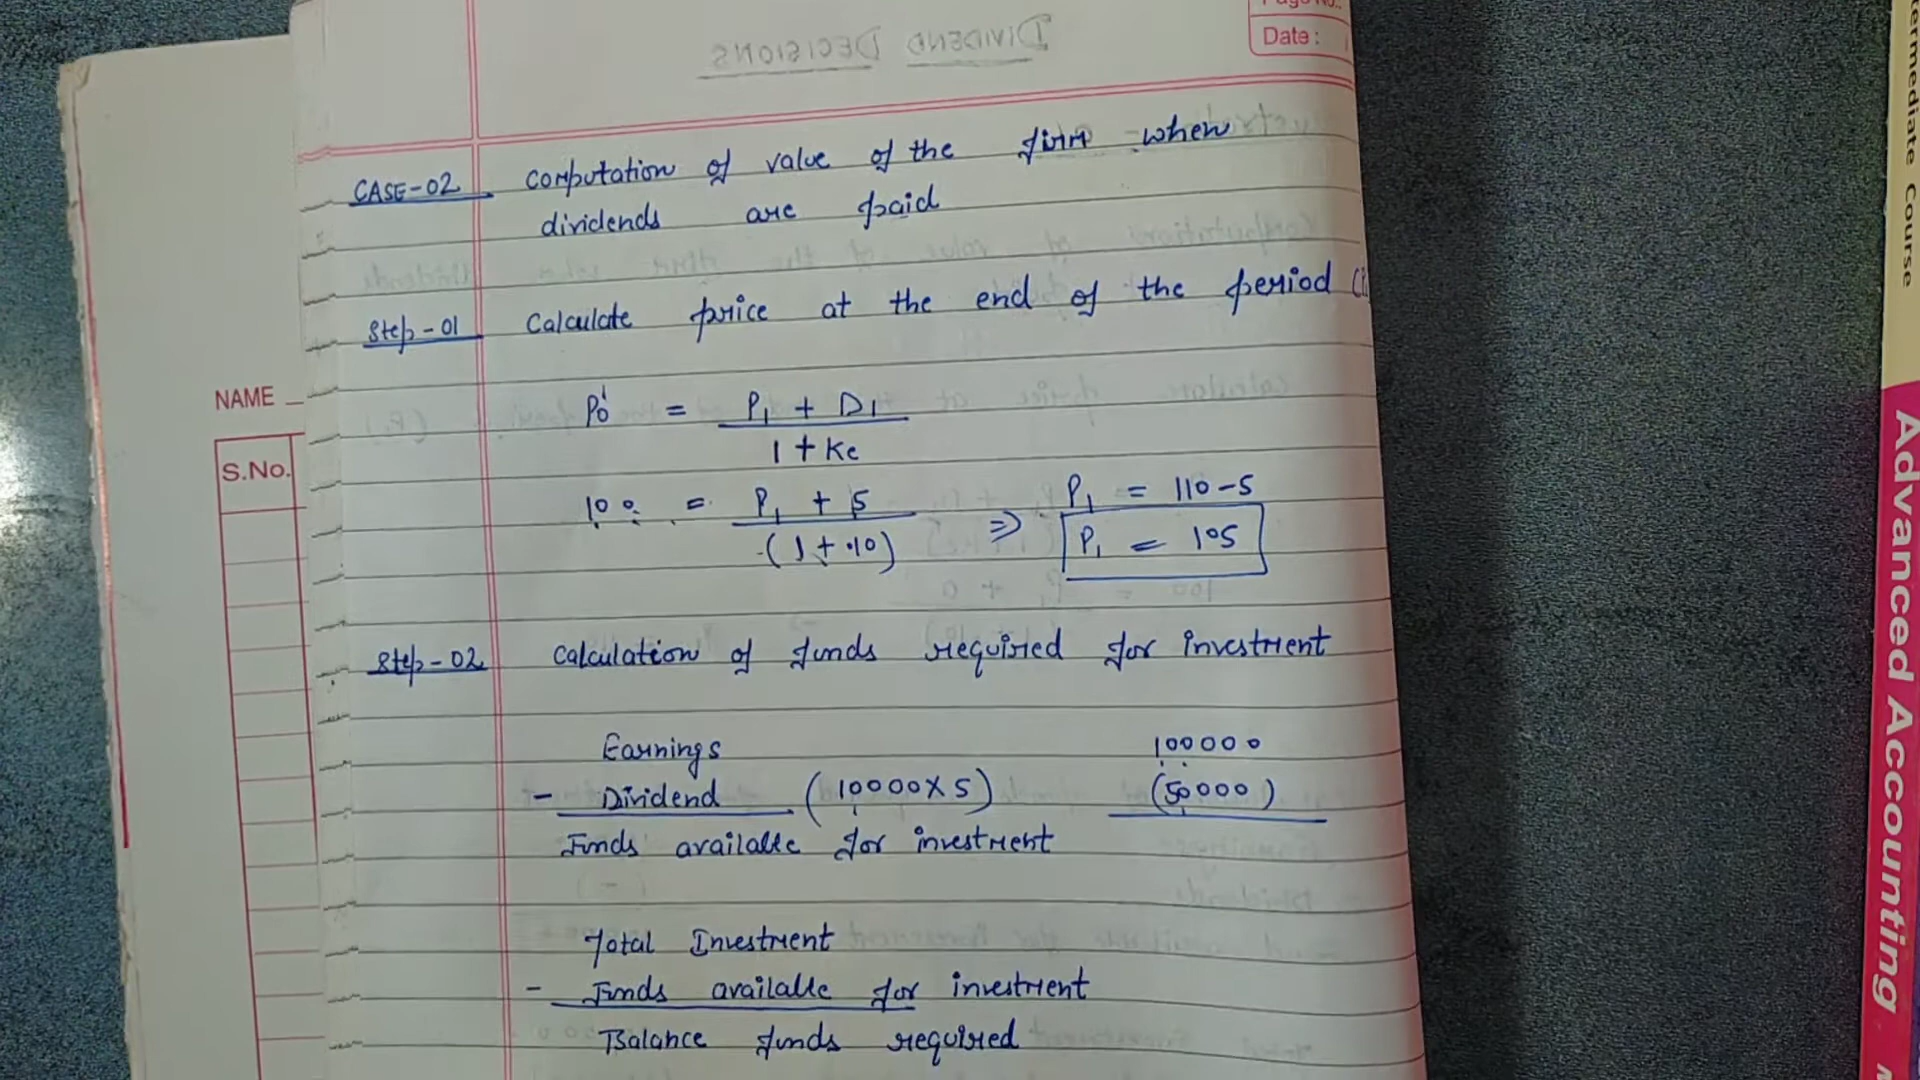 DIVIDEND DECISIONS
Date :
CASE-02 Computation of value of the firm when
dividends are paid
Step-01 Calculate price at the end of the period
P₀' = P₁ + D₁
1 + Ke
100 = P₁ + 5
(1 + .10)
⇒ P₁ = 110-5
P₁ = 105
Step-02 Calculation of funds required for investment
Earnings 100000
- Dividend (10000X5) (50000)
Funds available for investment
Total Investment
- Funds available for investment
Balance funds required
NAME
S.No.
termediate Course
Advanced Accounting